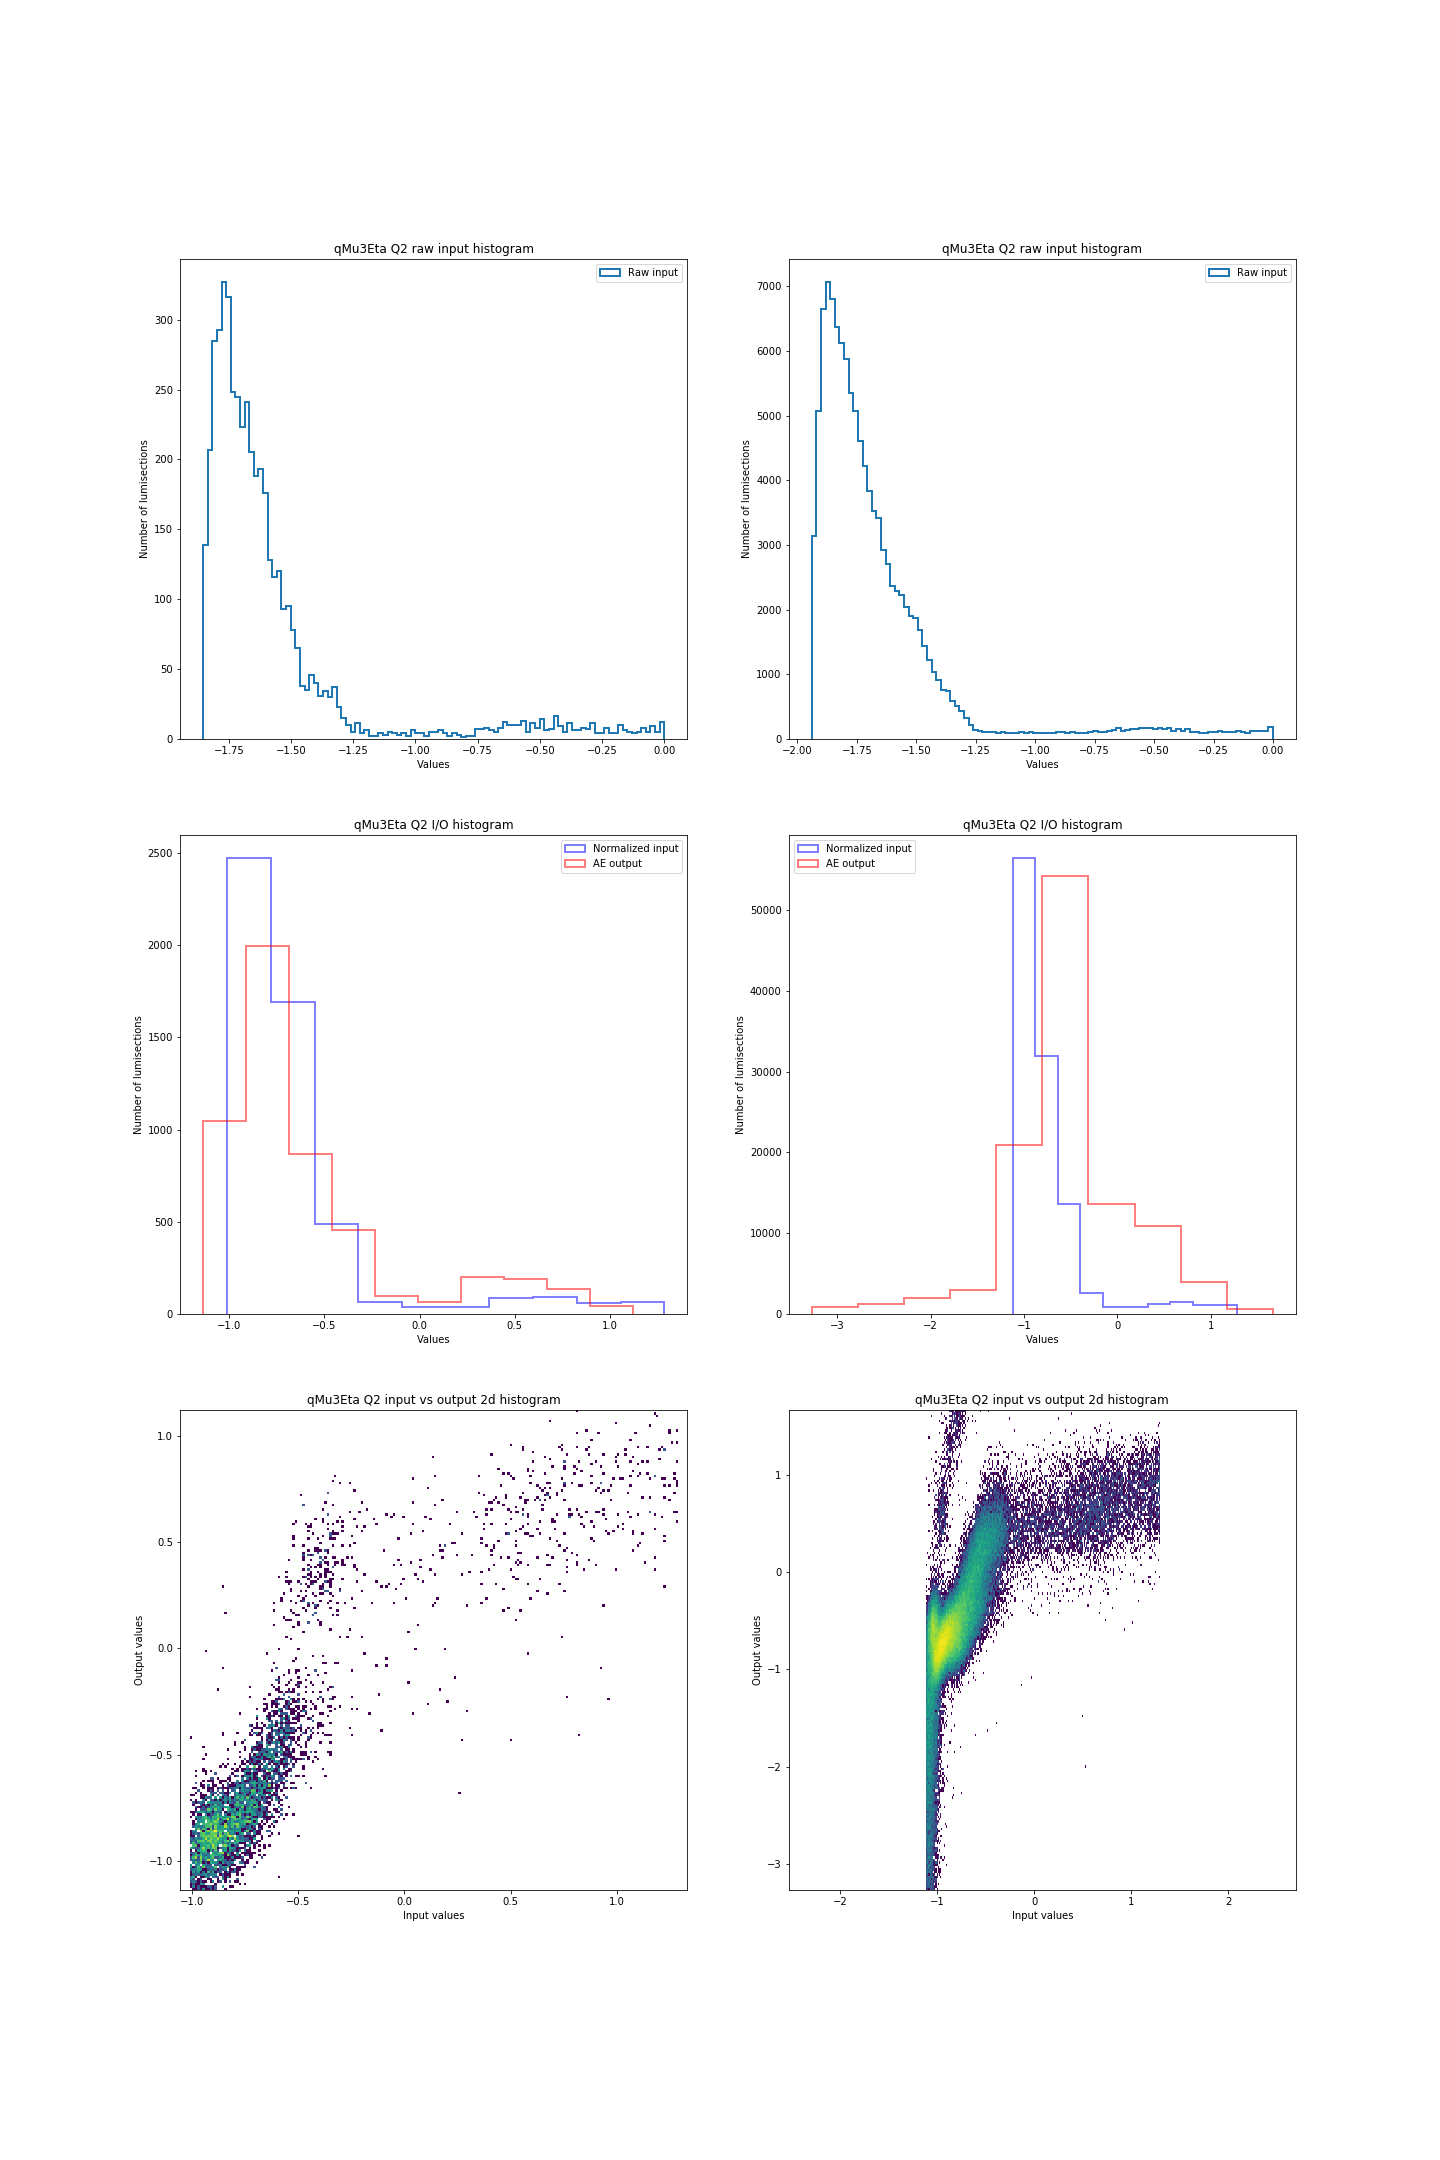 qMu3Eta Q2 raw input histogram
Raw input
Number of lumisections
300
250
200
150
100
50
0
−1.75 −1.50 −1.25 −1.00 −0.75 −0.50 −0.25 0.00
Values
qMu3Eta Q2 raw input histogram
Raw input
Number of lumisections
7000
6000
5000
4000
3000
2000
1000
0
−2.00 −1.75 −1.50 −1.25 −1.00 −0.75 −0.50 −0.25 0.00
Values
qMu3Eta Q2 I/O histogram
Normalized input
AE output
Number of lumisections
2500
2000
1500
1000
500
0
−1.0 −0.5 0.0 0.5 1.0
Values
qMu3Eta Q2 I/O histogram
Normalized input
AE output
Number of lumisections
50000
40000
30000
20000
10000
0
−3 −2 −1 0 1
Values
qMu3Eta Q2 input vs output 2d histogram
Output values
1.0
0.5
0.0
−0.5
−1.0
−1.0 −0.5 0.0 0.5 1.0
Input values
qMu3Eta Q2 input vs output 2d histogram
Output values
1
0
−1
−2
−3
−2 −1 0 1 2
Input values